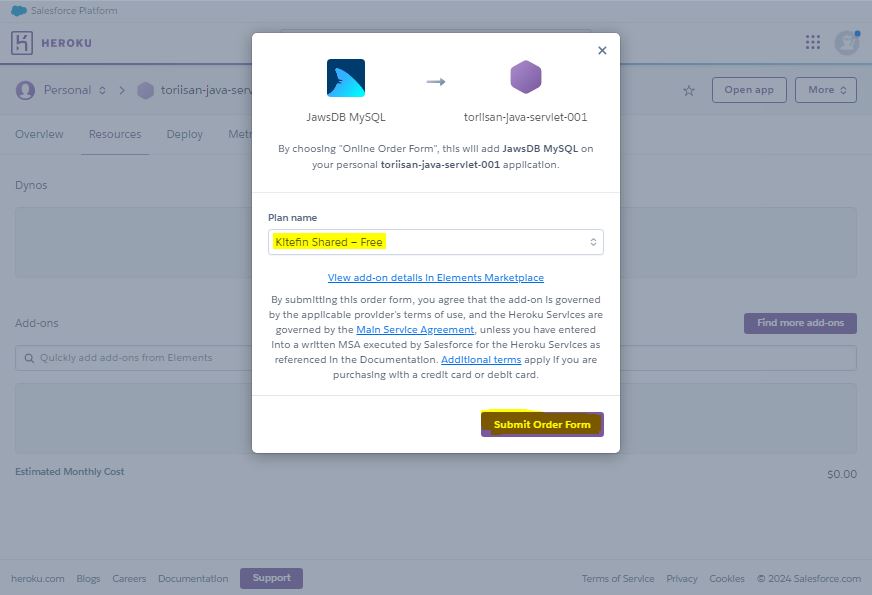 Salesforce Platform
HEROKU
Personal
toriisan-java-serv
Open app
More
Overview
Resources
Deploy
Metr
Dynos
Add-ons
Find more add-ons
Quickly add add-ons from Elements
Estimated Monthly Cost
$0.00
JawsDB MySQL
toriisan-java-servlet-001
By choosing "Online Order Form", this will add JawsDB MySQL on
your personal toriisan-java-servlet-001 application.
Plan name
Kitefin Shared – Free
View add-on details in Elements Marketplace
By submitting this order form, you agree that the add-on is governed
by the applicable provider's terms of use, and the Heroku Services are
governed by the Main Service Agreement, unless you have entered
into a written MSA executed by Salesforce for the Heroku Services as
referenced in the Documentation. Additional terms apply if you are
purchasing with a credit card or debit card.
Submit Order Form
heroku.com Blogs Careers Documentation Support
Terms of Service Privacy Cookies © 2024 Salesforce.com